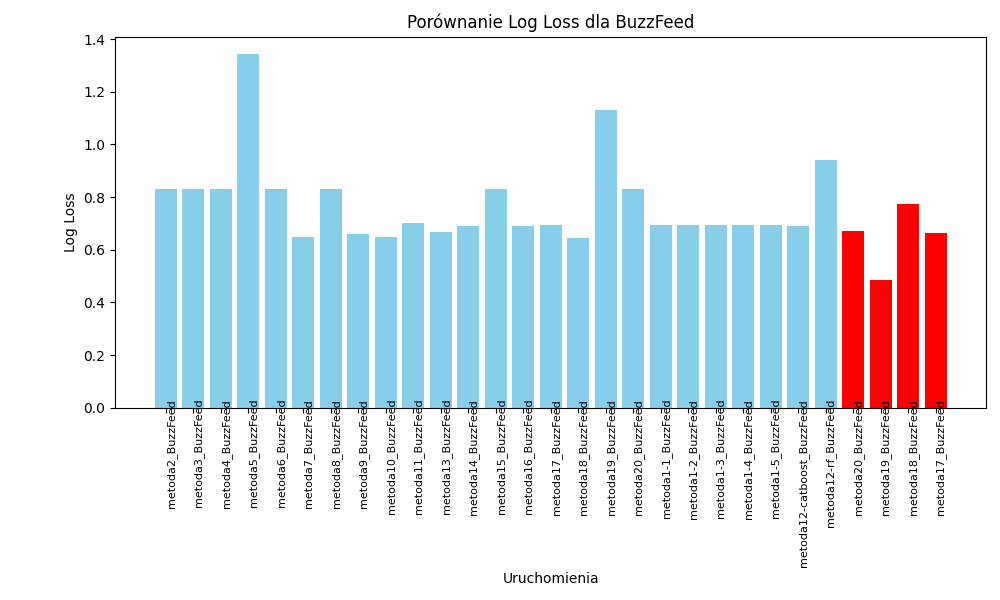 Porównanie Log Loss dla BuzzFeed
Log Loss
1.4
1.2
1.0
0.8
0.6
0.4
0.2
0.0
metoda2_BuzzFeed
metoda3_BuzzFeed
metoda4_BuzzFeed
metoda5_BuzzFeed
metoda6_BuzzFeed
metoda7_BuzzFeed
metoda8_BuzzFeed
metoda9_BuzzFeed
metoda10_BuzzFeed
metoda11_BuzzFeed
metoda13_BuzzFeed
metoda14_BuzzFeed
metoda15_BuzzFeed
metoda16_BuzzFeed
metoda17_BuzzFeed
metoda18_BuzzFeed
metoda19_BuzzFeed
metoda20_BuzzFeed
metoda1-1_BuzzFeed
metoda1-2_BuzzFeed
metoda1-3_BuzzFeed
metoda1-4_BuzzFeed
metoda1-5_BuzzFeed
metoda12-catboost_BuzzFeed
metoda12-rf_BuzzFeed
metoda20_BuzzFeed
metoda19_BuzzFeed
metoda18_BuzzFeed
metoda17_BuzzFeed
Uruchomienia